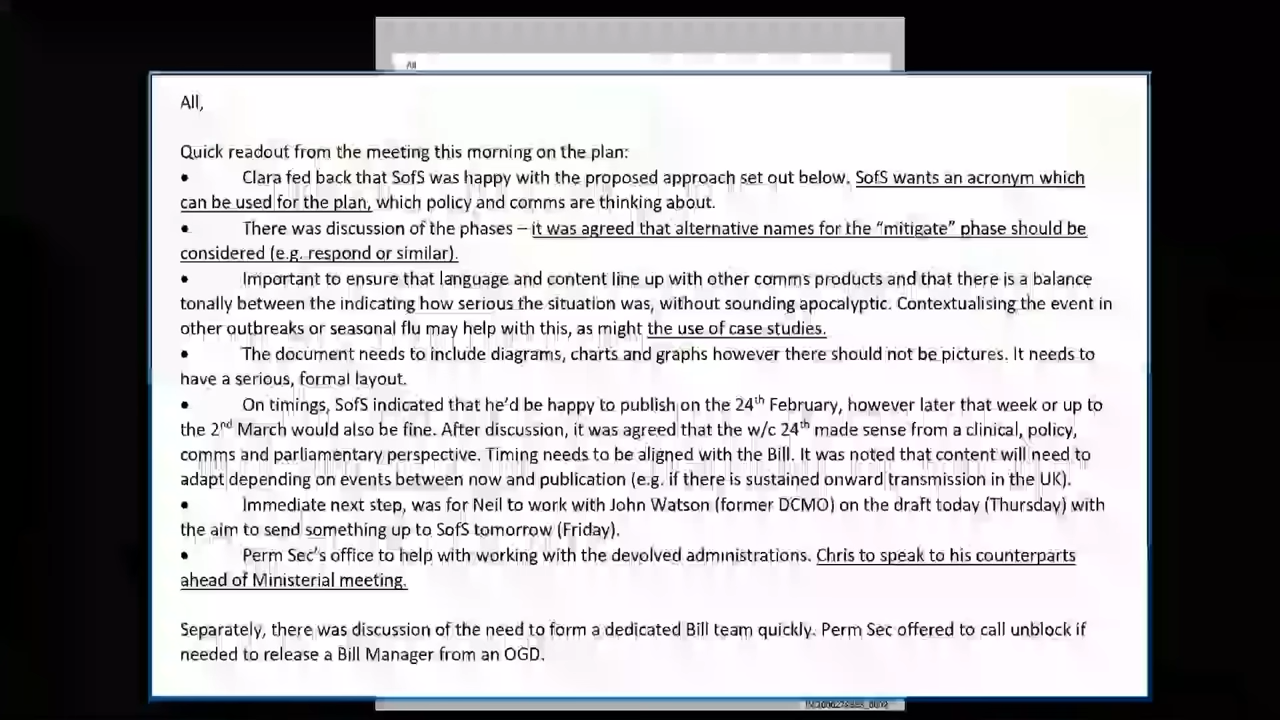 All
All,
Quick readout from the meeting this morning on the plan:
• Clara fed back that SofS was happy with the proposed approach set out below. SofS wants an acronym which
can be used for the plan, which policy and comms are thinking about.
• There was discussion of the phases – it was agreed that alternative names for the “mitigate” phase should be
considered (e.g. respond or similar).
• Important to ensure that language and content line up with other comms products and that there is a balance
tonally between the indicating how serious the situation was, without sounding apocalyptic. Contextualising the event in
other outbreaks or seasonal flu may help with this, as might the use of case studies.
• The document needs to include diagrams, charts and graphs however there should not be pictures. It needs to
have a serious, formal layout.
• On timings, SofS indicated that he’d be happy to publish on the 24th February, however later that week or up to
the 2nd March would also be fine. After discussion, it was agreed that the w/c 24th made sense from a clinical, policy,
comms and parliamentary perspective. Timing needs to be aligned with the Bill. It was noted that content will need to
adapt depending on events between now and publication (e.g. if there is sustained onward transmission in the UK).
• Immediate next step, was for Neil to work with John Watson (former DCMO) on the draft today (Thursday) with
the aim to send something up to SofS tomorrow (Friday).
• Perm Sec’s office to help with working with the devolved administrations. Chris to speak to his counterparts
ahead of Ministerial meeting.
Separately, there was discussion of the need to form a dedicated Bill team quickly. Perm Sec offered to call unblock if
needed to release a Bill Manager from an OGD.